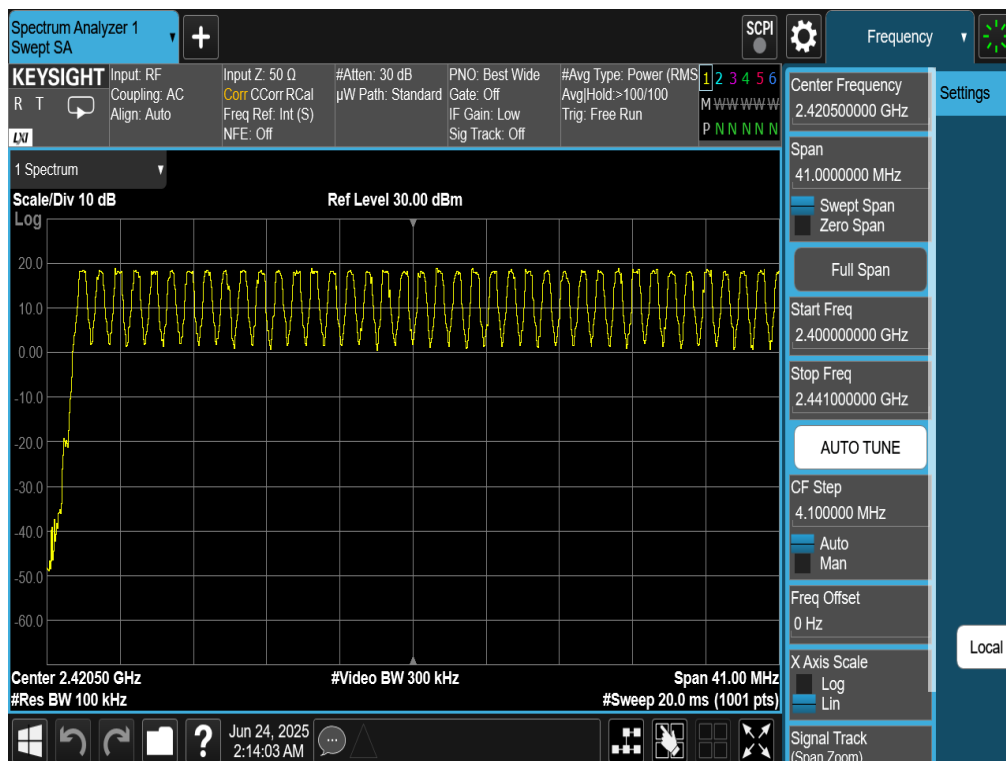 Spectrum Analyzer 1
Swept SA
+
SCPI
Frequency
KEYSIGHT
R T
LXI
Input: RF
Coupling: AC
Align: Auto
Input Z: 50 Ω
Corr CCorr RCal
Freq Ref: Int (S)
NFE: Off
#Atten: 30 dB
µW Path: Standard
PNO: Best Wide
Gate: Off
IF Gain: Low
Sig Track: Off
#Avg Type: Power (RMS
Avg|Hold:>100/100
Trig: Free Run
1 2 3 4 5 6
M W W W W W
P N N N N N
1 Spectrum
Scale/Div 10 dB
Ref Level 30.00 dBm
Log
20.0
10.0
0.00
-10.0
-20.0
-30.0
-40.0
-50.0
-60.0
Center 2.42050 GHz
#Video BW 300 kHz
Span 41.00 MHz
#Res BW 100 kHz
#Sweep 20.0 ms (1001 pts)
Center Frequency
2.420500000 GHz
Span
41.0000000 MHz
Swept Span
Zero Span
Full Span
Start Freq
2.400000000 GHz
Stop Freq
2.441000000 GHz
AUTO TUNE
CF Step
4.100000 MHz
Auto
Man
Freq Offset
0 Hz
X Axis Scale
Log
Lin
Signal Track
(Span Zoom)
Settings
Local
?
Jun 24, 2025
2:14:03 AM